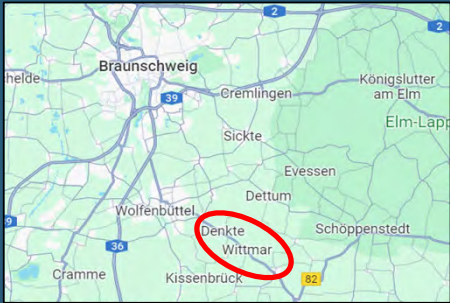 2
2
Braunschweig
helde
Königslutter
am Elm
39
Cremlingen
Elm-Lapp
Sickte
Evessen
Dettum
Wolfenbüttel
Denkte
Schöppenstedt
9
36
Wittmar
Cramme
Kissenbrück
82